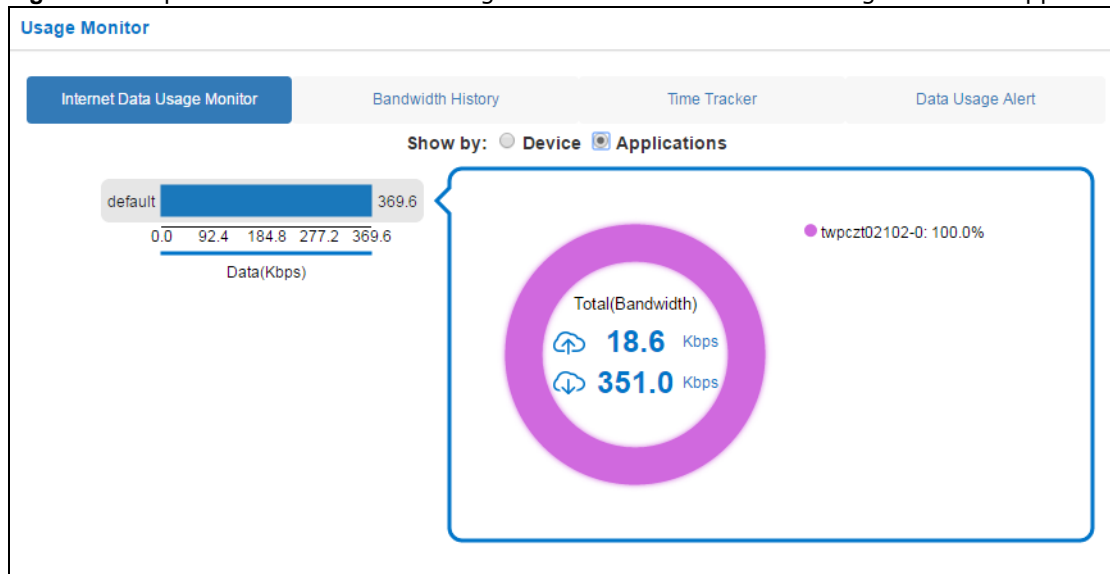 Usage Monitor
Internet Data Usage Monitor Bandwidth History Time Tracker Data Usage Alert
Show by: Device Applications
default 369.6
0.0 92.4 184.8 277.2 369.6
Data(Kbps)
twpczt02102-0: 100.0%
Total(Bandwidth)
18.6 Kbps
351.0 Kbps